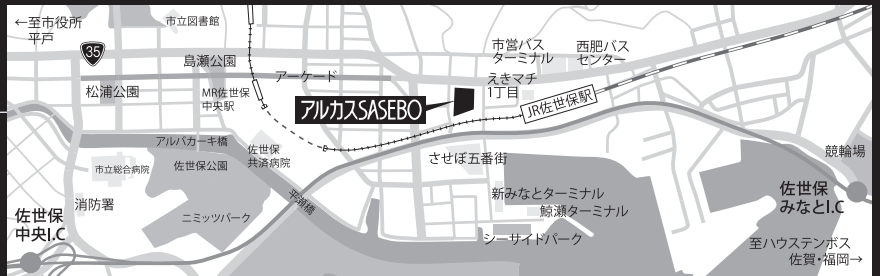 ←至市役所
平戸
市立図書館
35
島瀬公園
アーケード
市営バス
ターミナル
西肥バス
センター
えきマチ
1丁目
松浦公園
MR佐世保
中央駅
アルカスSASEBO
JR佐世保駅
アルバカーキ橋
佐世保
共済病院
市立総合病院
佐世保公園
させぼ五番街
競輪場
消防署
ニミッツパーク
平瀬橋
新みなとターミナル
鯨瀬ターミナル
佐世保
みなとI.C
佐世保
中央I.C
シーサイドパーク
至ハウステンボス
佐賀・福岡→